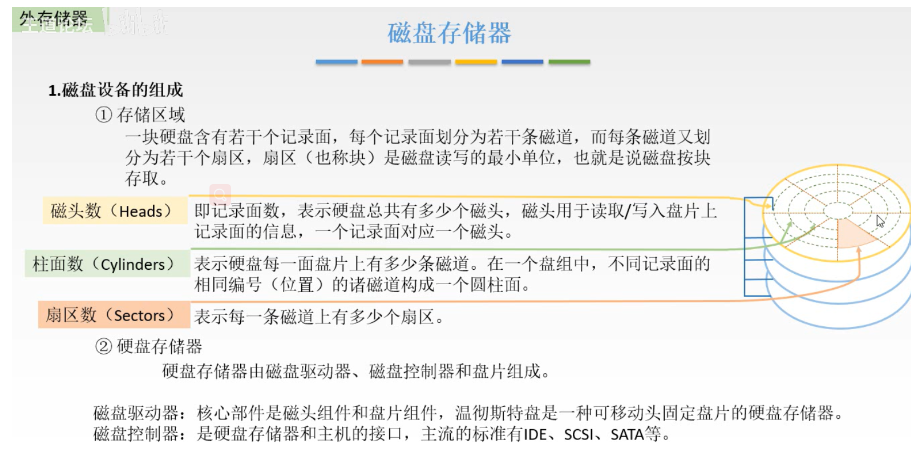 外存储器
王道论坛
磁盘存储器
1.磁盘设备的组成
① 存储区域
一块硬盘含有若干个记录面，每个记录面划分为若干条磁道，而每条磁道又划
分为若干个扇区，扇区（也称块）是磁盘读写的最小单位，也就是说磁盘按块
存取。
磁头数（Heads）
即记录面数，表示硬盘总共有多少个磁头，磁头用于读取/写入盘片上
记录面的信息，一个记录面对应一个磁头。
柱面数（Cylinders）
表示硬盘每一面盘片上有多少条磁道。在一个盘组中，不同记录面的
相同编号（位置）的诸磁道构成一个圆柱面。
扇区数（Sectors）
表示每一条磁道上有多少个扇区。
② 硬盘存储器
硬盘存储器由磁盘驱动器、磁盘控制器和盘片组成。
磁盘驱动器：核心部件是磁头组件和盘片组件，温彻斯特盘是一种可移动头固定盘片的硬盘存储器。
磁盘控制器：是硬盘存储器和主机的接口，主流的标准有IDE、SCSI、SATA等。